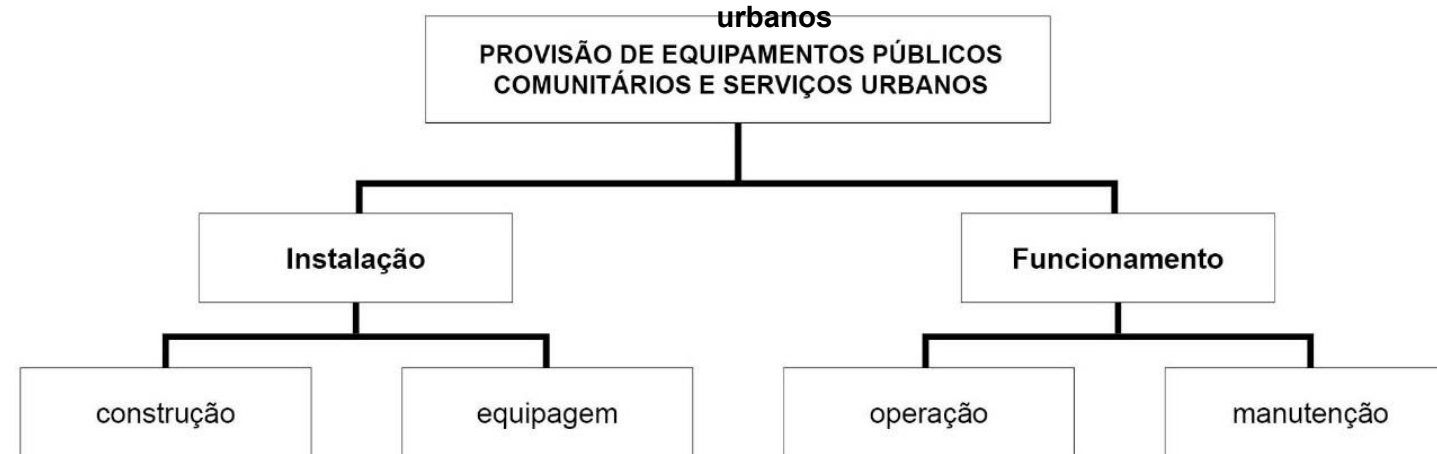 urbanos
PROVISÃO DE EQUIPAMENTOS PÚBLICOS
COMUNITÁRIOS E SERVIÇOS URBANOS
Instalação
Funcionamento
construção
equipagem
operação
manutenção